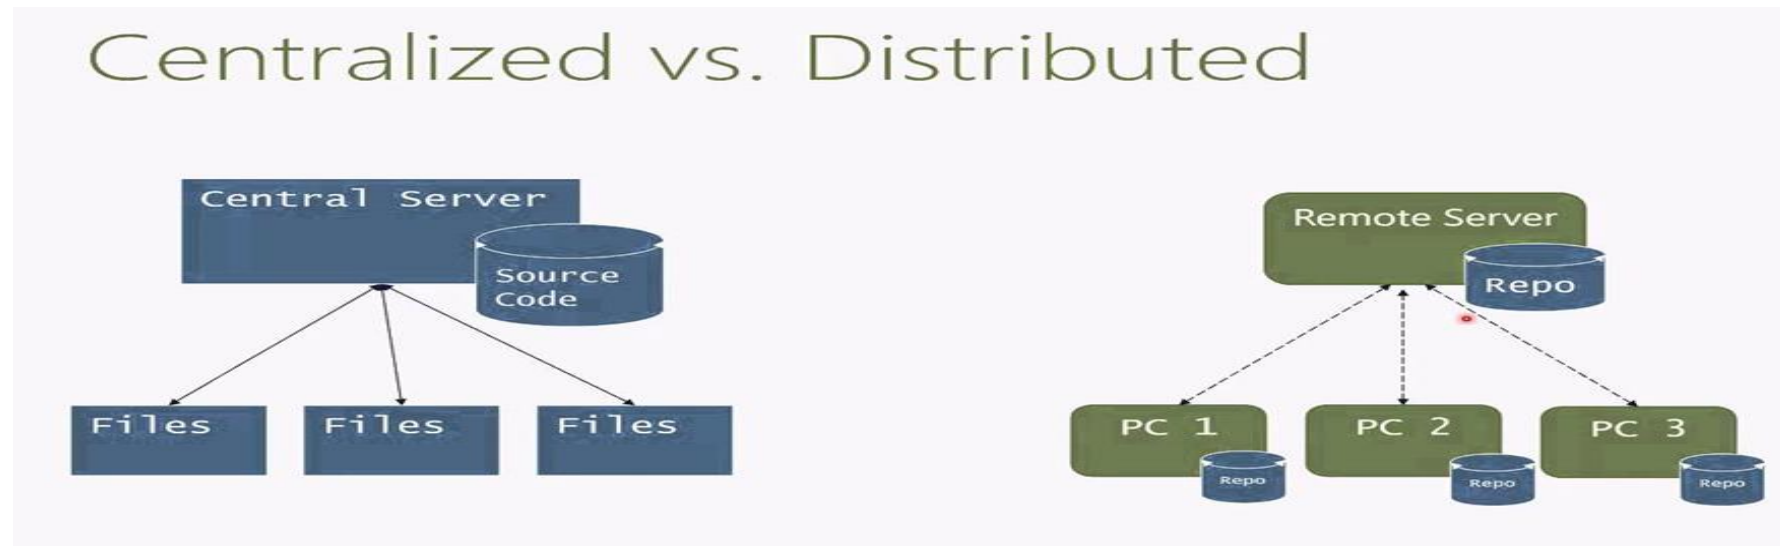 Centralized vs. Distributed
Central Server
Source
Code
Files
Files
Files
Remote Server
Repo
PC 1
Repo
PC 2
Repo
PC 3
Repo